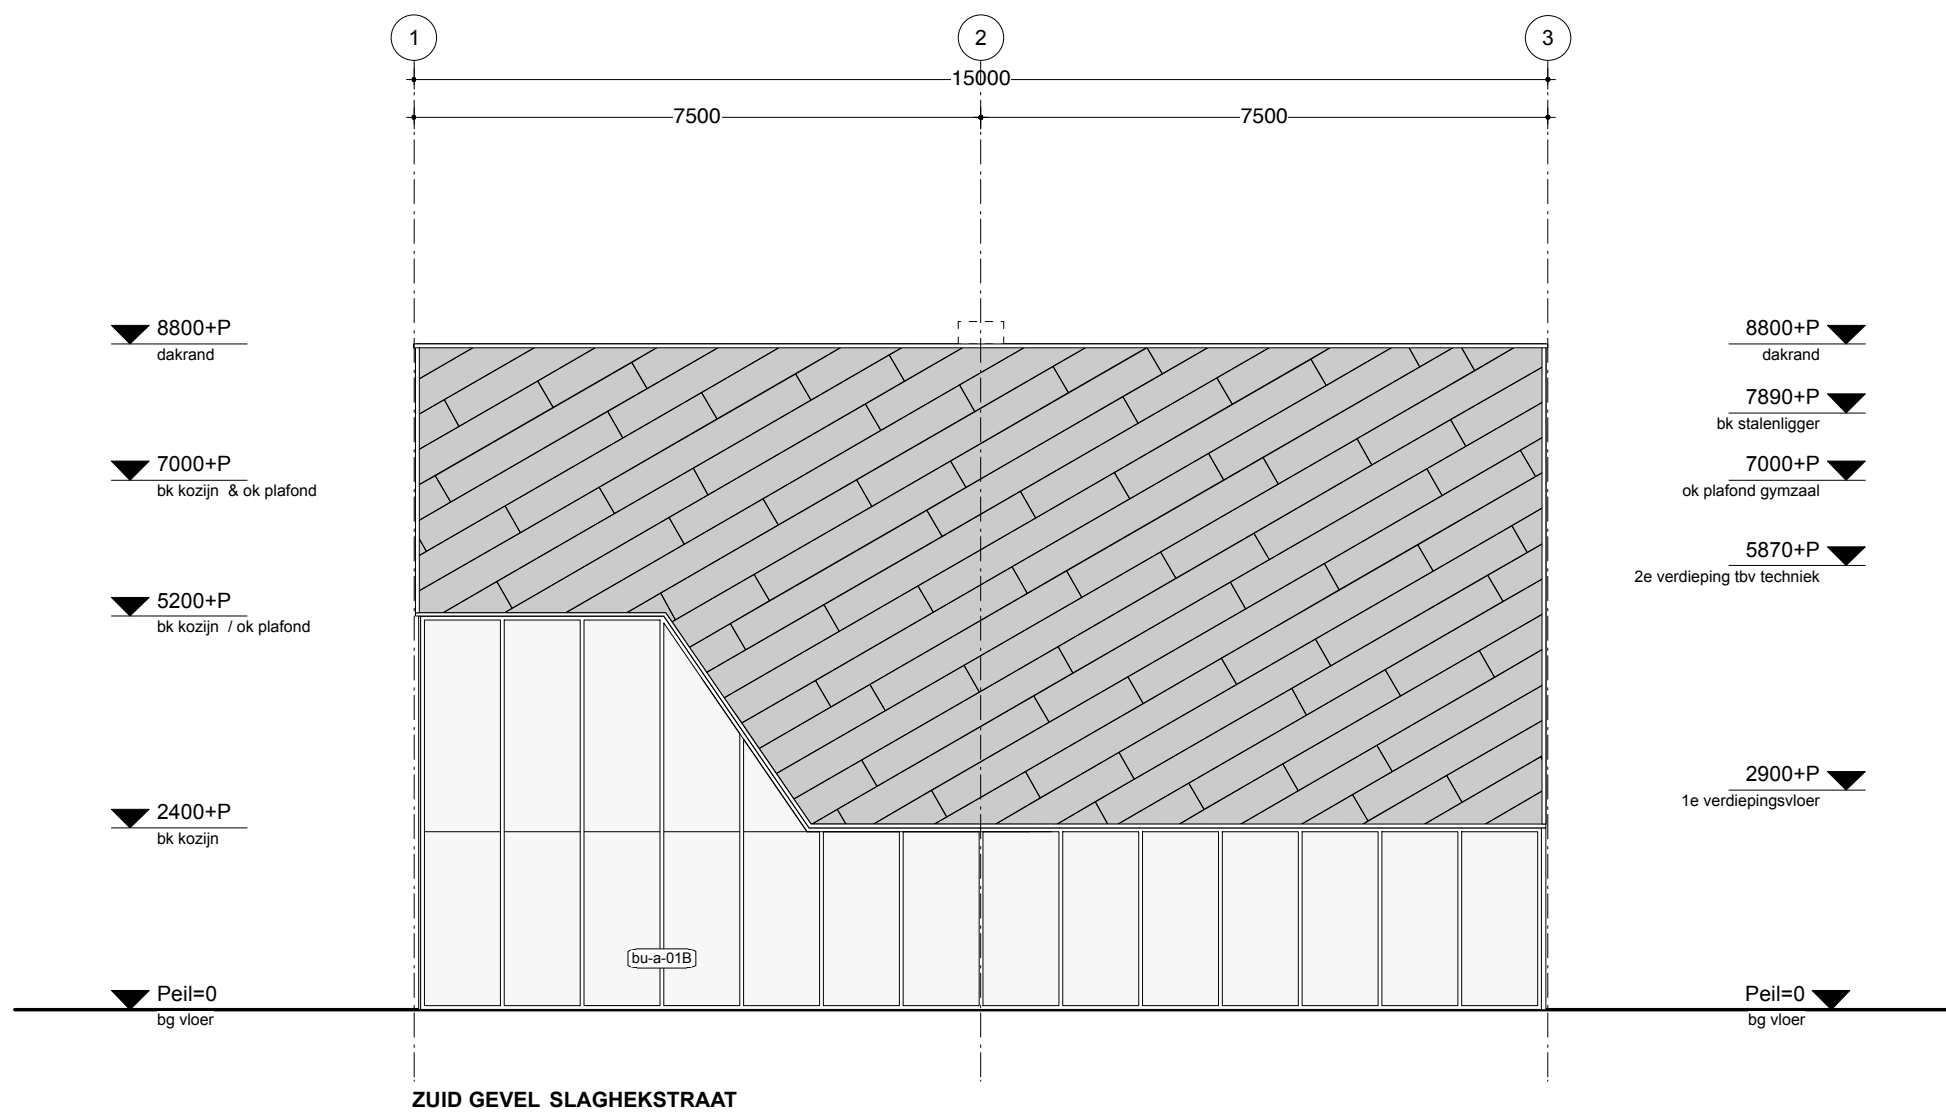 1
2
3
15000
7500
7500
8800+P
dakrand
7000+P
bk kozijn & ok plafond
5200+P
bk kozijn / ok plafond
2400+P
bk kozijn
Peil=0
bg vloer
8800+P
dakrand
7890+P
bk stalenligger
7000+P
ok plafond gymzaal
5870+P
2e verdieping tbv techniek
2900+P
1e verdiepingsvloer
Peil=0
bg vloer
bu-a-01B
ZUID GEVEL SLAGHEKSTRAAT